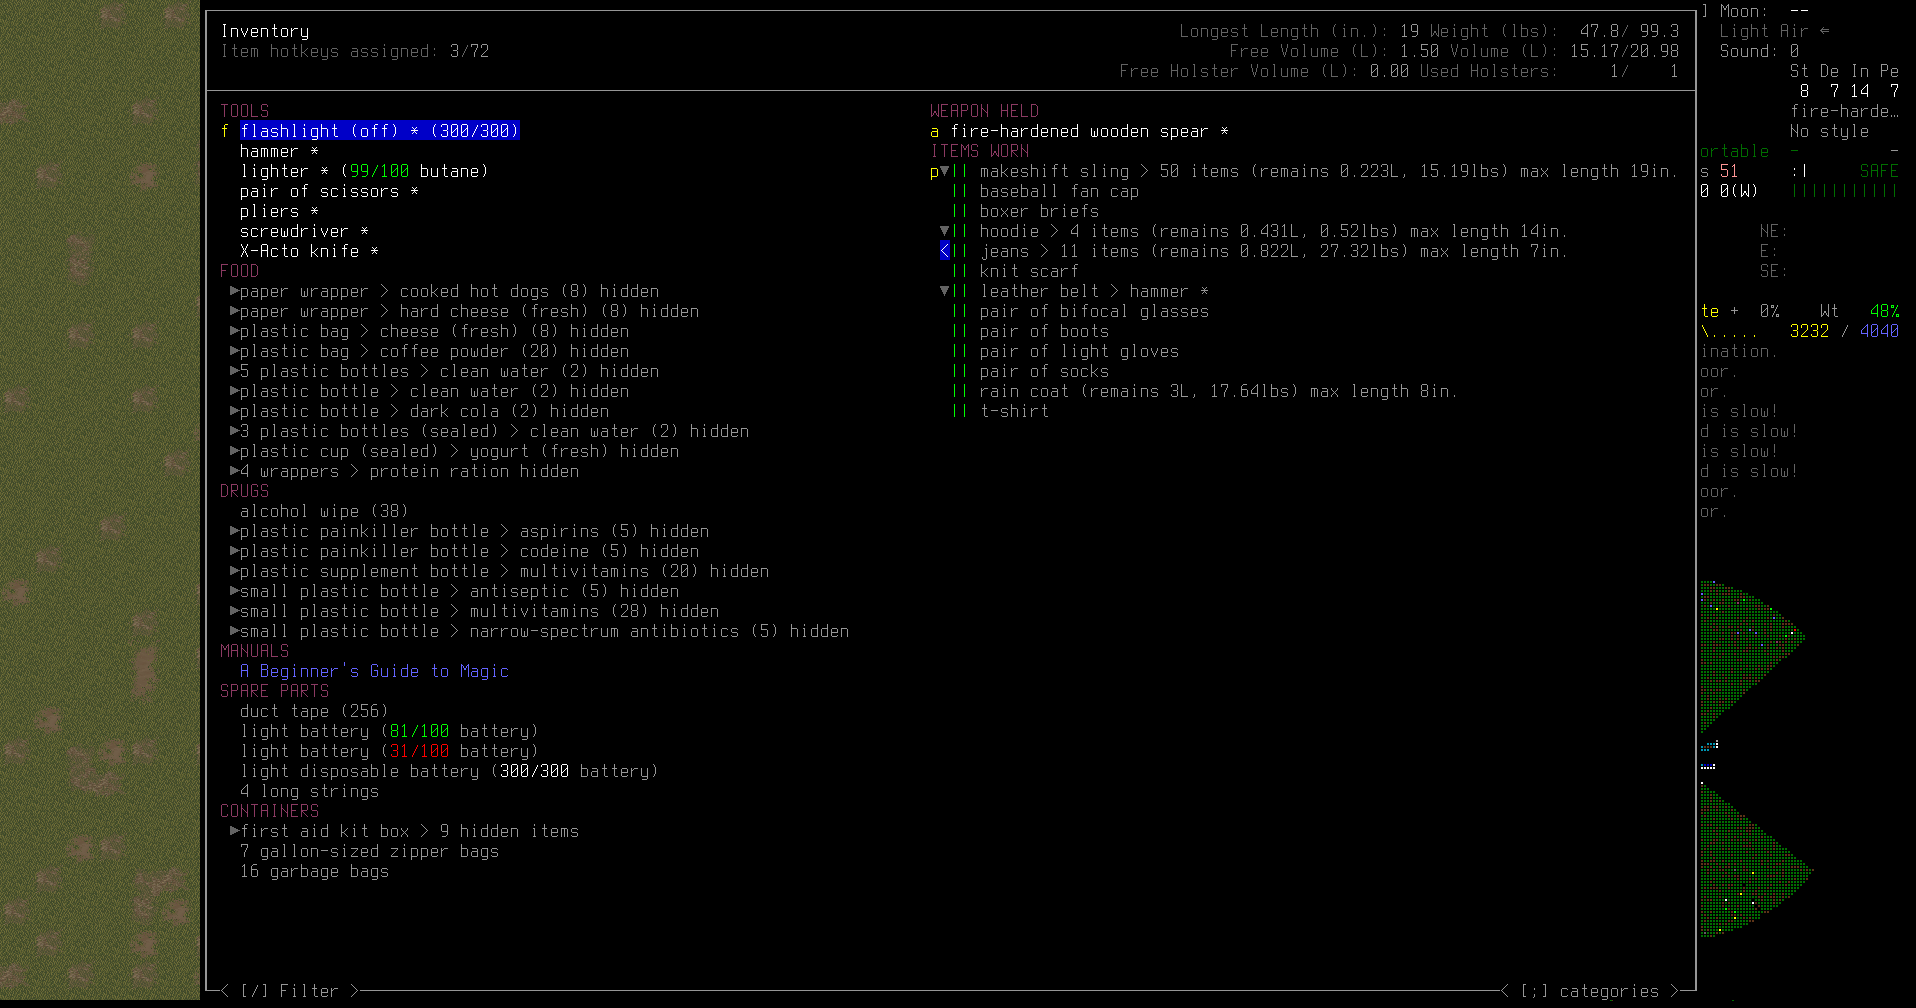 Inventory
Item hotkeys assigned: 3/72
Longest Length (in.): 19 Weight (lbs): 47.8/ 99.3
Free Volume (L): 1.50 Volume (L): 15.17/20.98
Free Holster Volume (L): 0.00 Used Holsters: 1/ 1
TOOLS
f flashlight (off) * (300/300)
hammer *
lighter * (99/100 butane)
pair of scissors *
pliers *
screwdriver *
X-Acto knife *
FOOD
▶paper wrapper > cooked hot dogs (8) hidden
▶paper wrapper > hard cheese (fresh) (8) hidden
▶plastic bag > cheese (fresh) (8) hidden
▶plastic bag > coffee powder (20) hidden
▶5 plastic bottles > clean water (2) hidden
▶plastic bottle > clean water (2) hidden
▶plastic bottle > dark cola (2) hidden
▶3 plastic bottles (sealed) > clean water (2) hidden
▶plastic cup (sealed) > yogurt (fresh) hidden
▶4 wrappers > protein ration hidden
DRUGS
alcohol wipe (38)
▶plastic painkiller bottle > aspirins (5) hidden
▶plastic painkiller bottle > codeine (5) hidden
▶plastic supplement bottle > multivitamins (20) hidden
▶small plastic bottle > antiseptic (5) hidden
▶small plastic bottle > multivitamins (28) hidden
▶small plastic bottle > narrow-spectrum antibiotics (5) hidden
MANUALS
A Beginner's Guide to Magic
SPARE PARTS
duct tape (256)
light battery (81/100 battery)
light battery (31/100 battery)
light disposable battery (300/300 battery)
4 long strings
CONTAINERS
▶first aid kit box > 9 hidden items
7 gallon-sized zipper bags
16 garbage bags
WEAPON HELD
a fire-hardened wooden spear *
ITEMS WORN
p▼|| makeshift sling > 50 items (remains 0.223L, 15.19lbs) max length 19in.
|| baseball fan cap
|| boxer briefs
▼|| hoodie > 4 items (remains 0.431L, 0.52lbs) max length 14in.
<|| jeans > 11 items (remains 0.822L, 27.32lbs) max length 7in.
|| knit scarf
▼|| leather belt > hammer *
|| pair of bifocal glasses
|| pair of boots
|| pair of light gloves
|| pair of socks
|| rain coat (remains 3L, 17.64lbs) max length 8in.
|| t-shirt
< [/] Filter >
< [;] categories >
] Moon: --
Light Air ⇐
Sound: 0
St De In Pe
8 7 14 7
fire-harde…
No style
ortable - -
s 51 :| SAFE
0 0(W) |||||||||||
NE:
E:
SE:
te + 0% Wt 48%
\..... 3232 / 4040
ination.
oor.
or.
is slow!
d is slow!
is slow!
d is slow!
oor.
or.